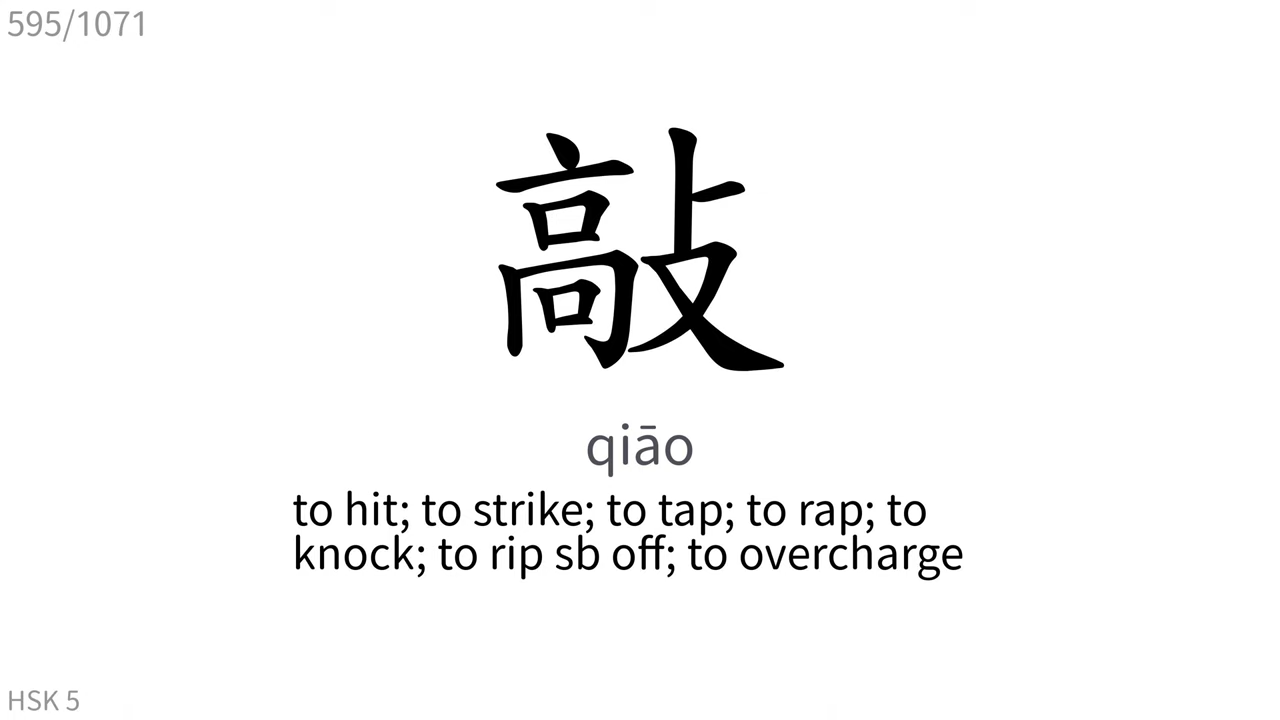 595/1071
敲
qiāo
to hit; to strike; to tap; to rap; to
knock; to rip sb off; to overcharge
HSK 5